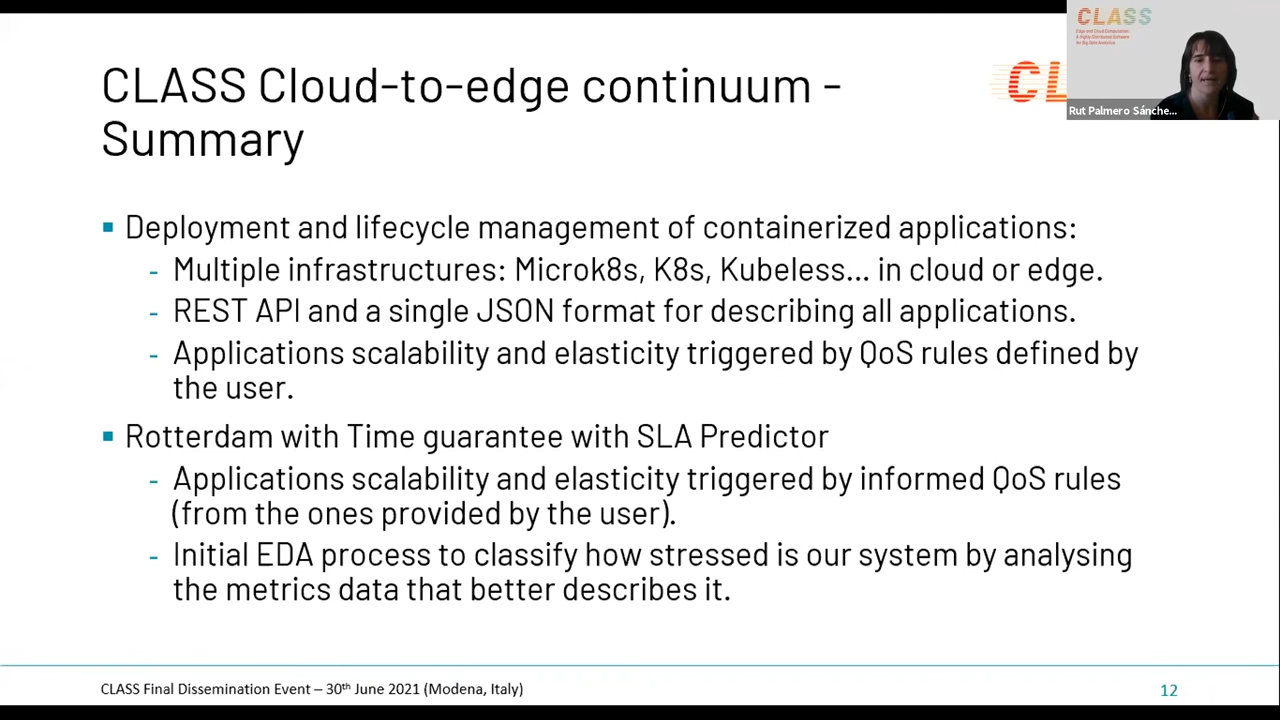 CLASS Cloud-to-edge continuum -
Summary
CL
CLASS
Edge and Cloud Computation:
A Highly Distributed Software
for Big Data Analytics
Rut Palmero Sánche...
▪ Deployment and lifecycle management of containerized applications:
- Multiple infrastructures: Microk8s, K8s, Kubeless... in cloud or edge.
- REST API and a single JSON format for describing all applications.
- Applications scalability and elasticity triggered by QoS rules defined by
the user.
▪ Rotterdam with Time guarantee with SLA Predictor
- Applications scalability and elasticity triggered by informed QoS rules
(from the ones provided by the user).
- Initial EDA process to classify how stressed is our system by analysing
the metrics data that better describes it.
CLASS Final Dissemination Event – 30th June 2021 (Modena, Italy)
12